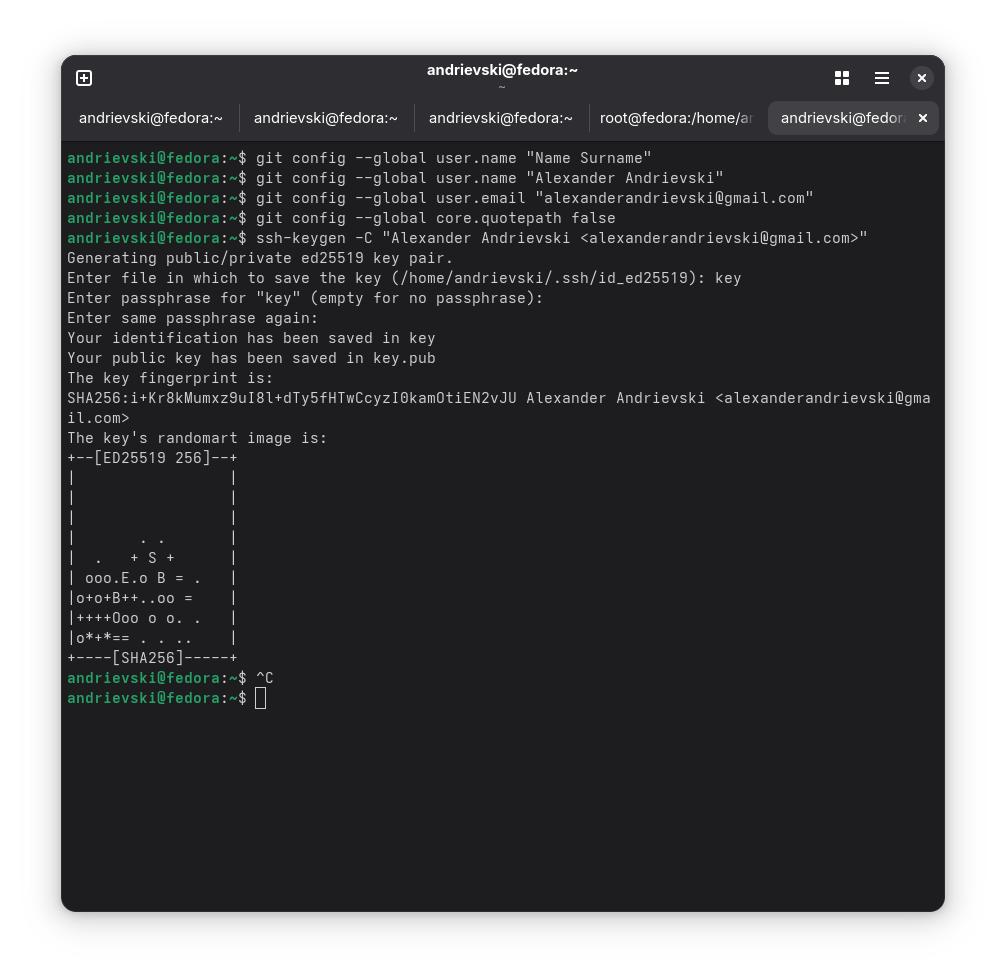 andrievski@fedora:~
~
andrievski@fedora:~
andrievski@fedora:~
andrievski@fedora:~
root@fedora:/home/ar
andrievski@fedor
andrievski@fedora:~$ git config --global user.name "Name Surname"
andrievski@fedora:~$ git config --global user.name "Alexander Andrievski"
andrievski@fedora:~$ git config --global user.email "alexanderandrievski@gmail.com"
andrievski@fedora:~$ git config --global core.quotepath false
andrievski@fedora:~$ ssh-keygen -C "Alexander Andrievski <alexanderandrievski@gmail.com>"
Generating public/private ed25519 key pair.
Enter file in which to save the key (/home/andrievski/.ssh/id_ed25519): key
Enter passphrase for "key" (empty for no passphrase):
Enter same passphrase again:
Your identification has been saved in key
Your public key has been saved in key.pub
The key fingerprint is:
SHA256:i+Kr8kMumxz9uI8l+dTy5fHTwCcyzI0kamOtiEN2vJU Alexander Andrievski <alexanderandrievski@gma
il.com>
The key's randomart image is:
+--[ED25519 256]--+
|                 |
|                 |
|                 |
|       . .       |
|  .   + S +      |
| ooo.E.o B = .   |
|o+o+B++..oo =    |
|++++Ooo o o. .   |
|o*+*== . . ..    |
+----[SHA256]-----+
andrievski@fedora:~$ ^C
andrievski@fedora:~$